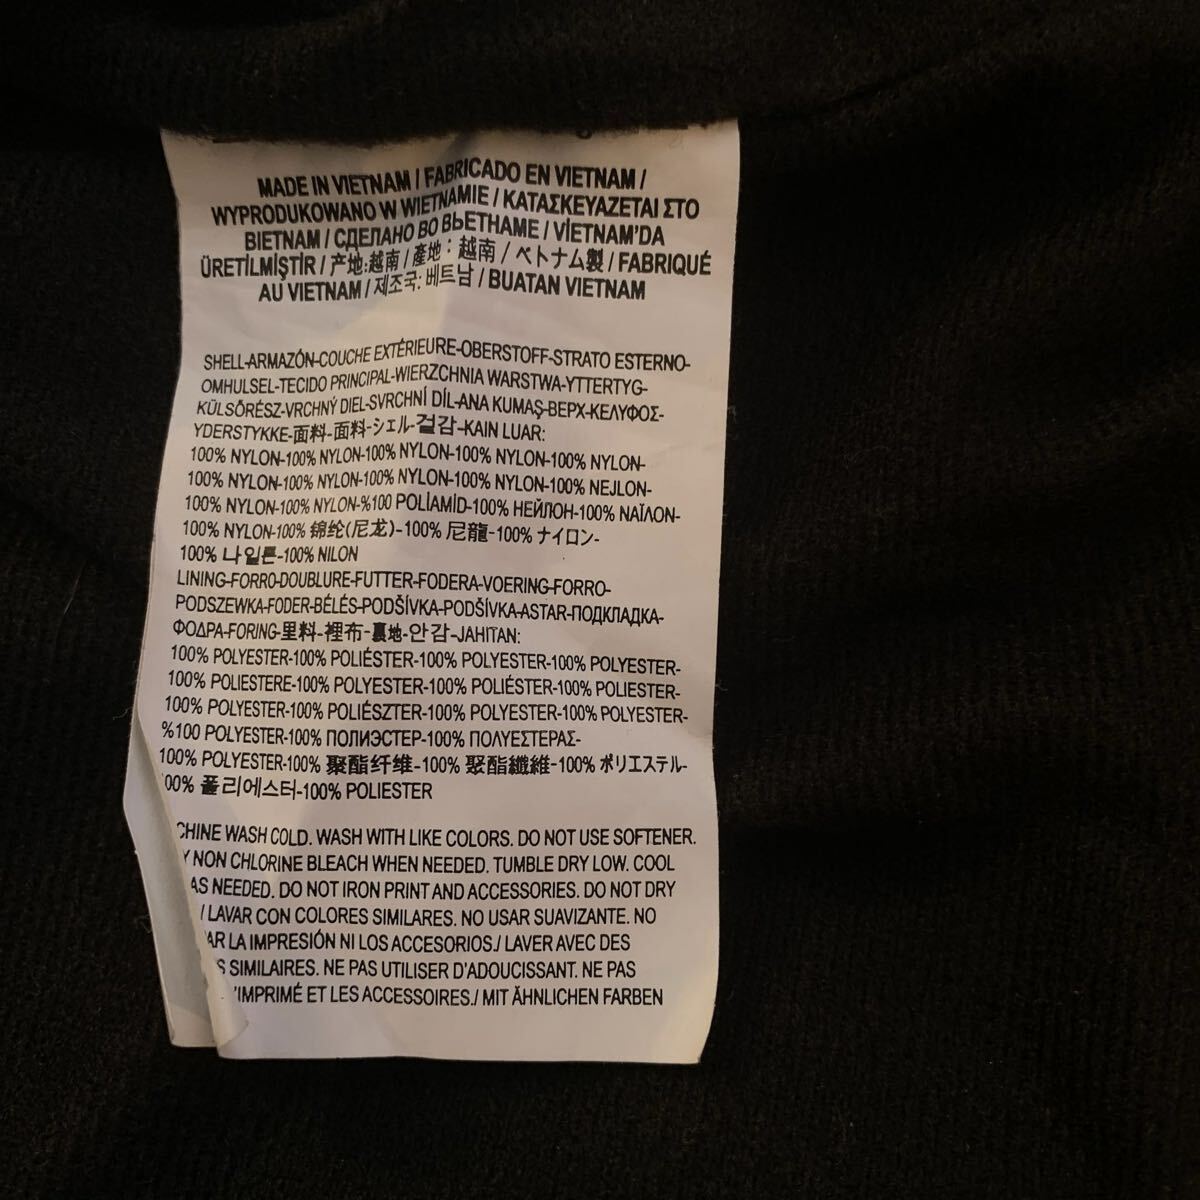 MADE IN VIETNAM / FABRICADO EN VIETNAM /
WYPRODUKOWANO W WIETNAMIE / ΚΑΤΑΣΚΕΥΑΖΕΤΑΙ ΣΤΟ
ΒΙΕΤΝΑΜ / СДЕЛАНО ВО ВЬЕТНАМЕ / VİETNAM'DA
ÜRETİLMİŞTİR / 产地:越南 / 產地：越南 / ベトナム製 / FABRIQUÉ
AU VIETNAM / 제조국: 베트남 / BUATAN VIETNAM
SHELL-ARMAZÓN-COUCHE EXTÉRIEURE-OBERSTOFF-STRATO ESTERNO-
OMHULSEL-TECIDO PRINCIPAL-WIERZCHNIA WARSTWA-YTTERTYG-
KÜLSŐRÉSZ-VRCHNÝ DIEL-SVRCHNÍ DÍL-ANA KUMAŞ-ВЕРХ-ΚΕΛΥΦΟΣ-
YDERSTYKKE-面料-面料-シェル-겉감-KAIN LUAR:
100% NYLON-100% NYLON-100% NYLON-100% NYLON-100% NYLON-
100% NYLON-100% NYLON-100% NYLON-100% NYLON-100% NEJLON-
100% NYLON-100% NYLON-%100 POLİAMİD-100% НЕЙЛОН-100% ΝΑΪΛΟΝ-
100% NYLON-100% 锦纶(尼龙)-100% 尼龍-100% ナイロン-
100% 나일론-100% NILON
LINING-FORRO-DOUBLURE-FUTTER-FODERA-VOERING-FORRO-
PODSZEWKA-FODER-BÉLÉS-PODŠÍVKA-PODŠÍVKA-ASTAR-ПОДКЛАДКА-
ΦΟΔΡΑ-FORING-里料-裡布-裏地-안감-JAHITAN:
100% POLYESTER-100% POLIÉSTER-100% POLYESTER-100% POLYESTER-
100% POLIESTERE-100% POLYESTER-100% POLIÉSTER-100% POLIESTER-
100% POLYESTER-100% POLIÉSZTER-100% POLYESTER-100% POLYESTER-
%100 POLYESTER-100% ПОЛИЭСТЕР-100% ΠΟΛΥΕΣΤΕΡΑΣ-
100% POLYESTER-100% 聚酯纤维-100% 聚酯纖維-100% ポリエステル-
00% 폴리에스터-100% POLIESTER
CHINE WASH COLD. WASH WITH LIKE COLORS. DO NOT USE SOFTENER.
Y NON CHLORINE BLEACH WHEN NEEDED. TUMBLE DRY LOW. COOL
AS NEEDED. DO NOT IRON PRINT AND ACCESSORIES. DO NOT DRY
/ LAVAR CON COLORES SIMILARES. NO USAR SUAVIZANTE. NO
AR LA IMPRESIÓN NI LOS ACCESORIOS./ LAVER AVEC DES
S SIMILAIRES. NE PAS UTILISER D'ADOUCISSANT. NE PAS
'IMPRIMÉ ET LES ACCESSOIRES./ MIT ÄHNLICHEN FARBEN